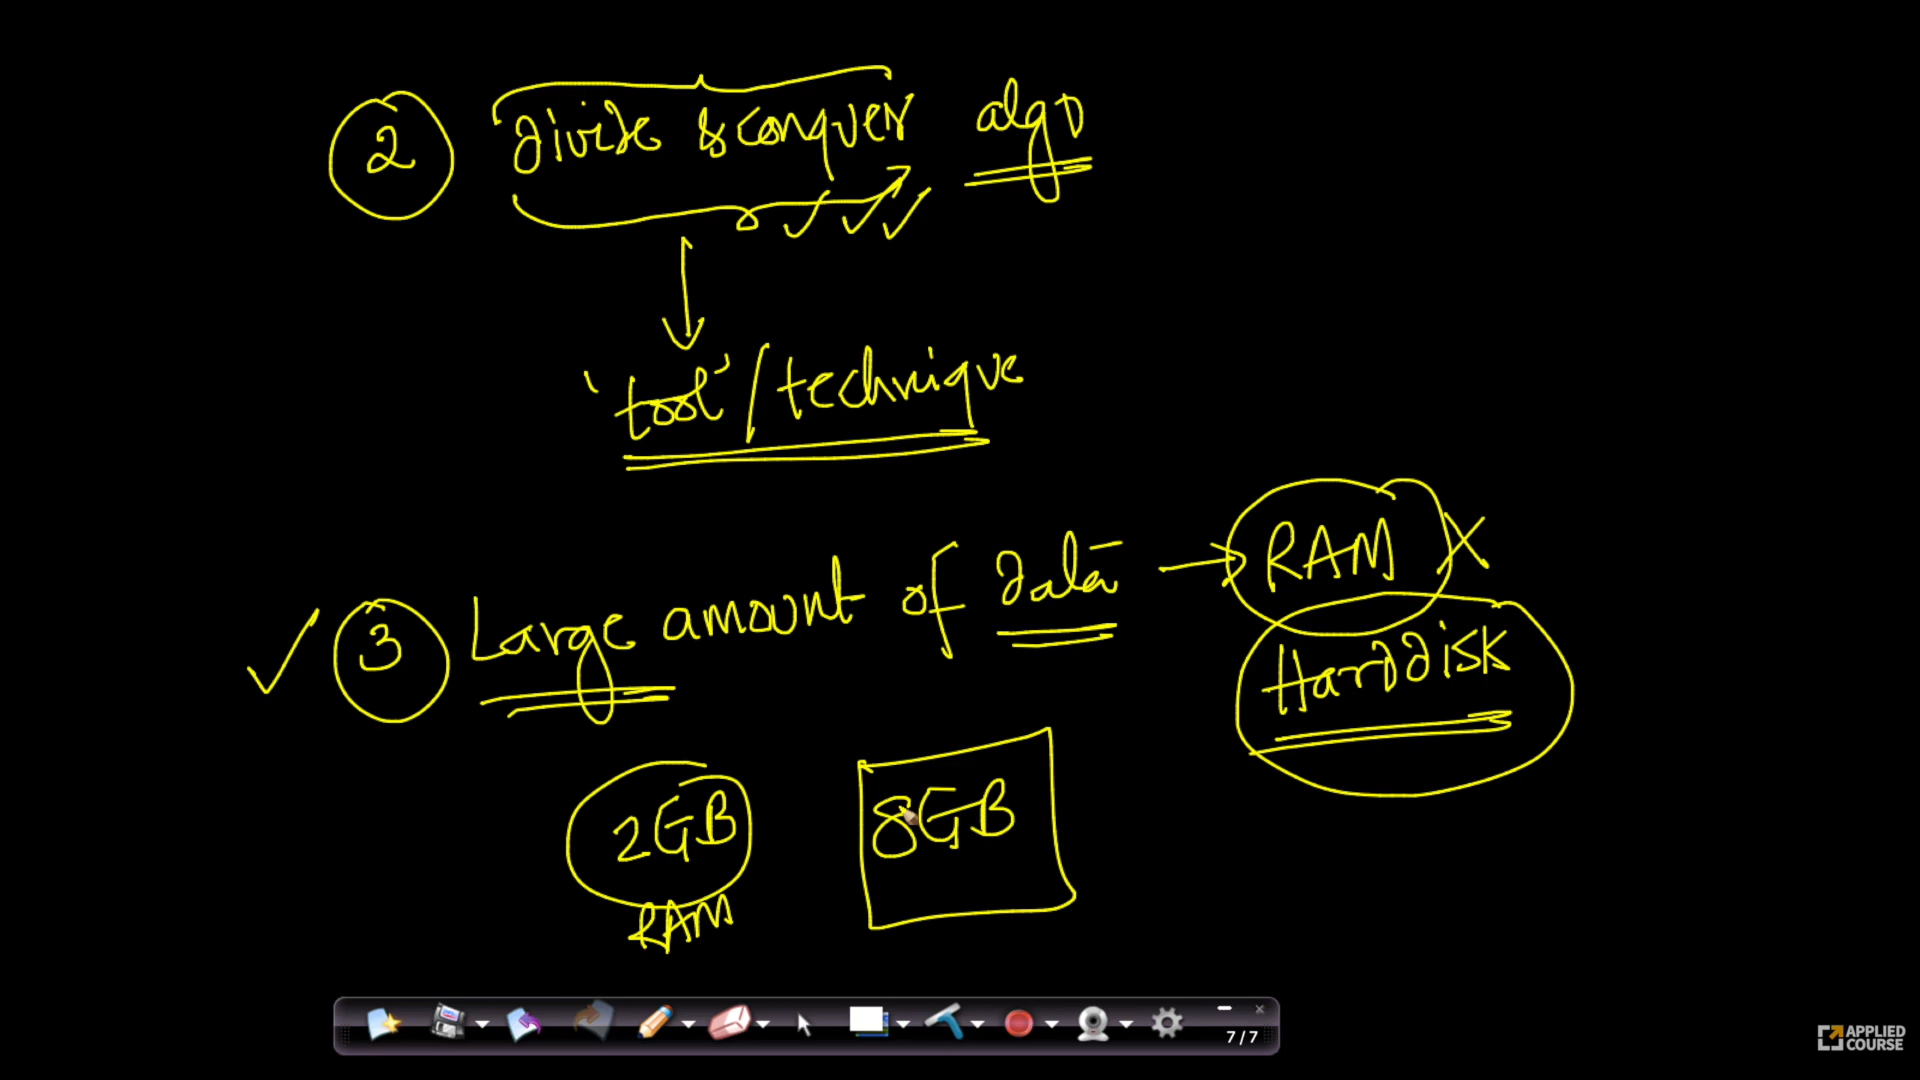 2 divide & conquer algo
'tool' / technique
3 Large amount of data → RAM X
Harddisk
2GB
RAM
8GB
7/7
APPLIED
COURSE